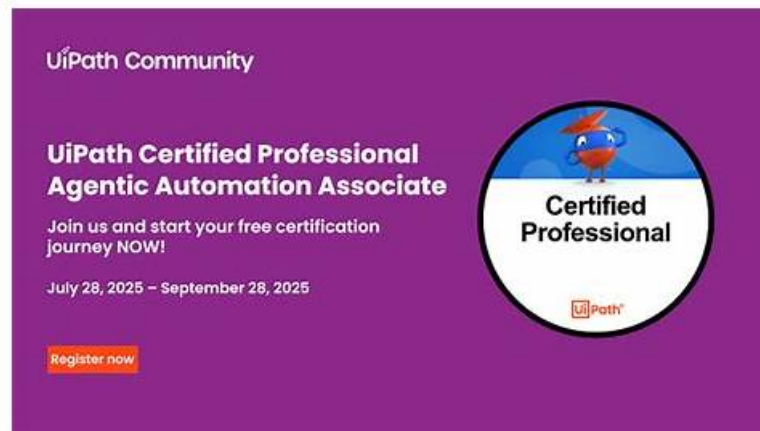 UiPath Community
UiPath Certified Professional
Agentic Automation Associate
Join us and start your free certification
journey NOW!
July 28, 2025 – September 28, 2025
Register now
Certified
Professional
UiPath